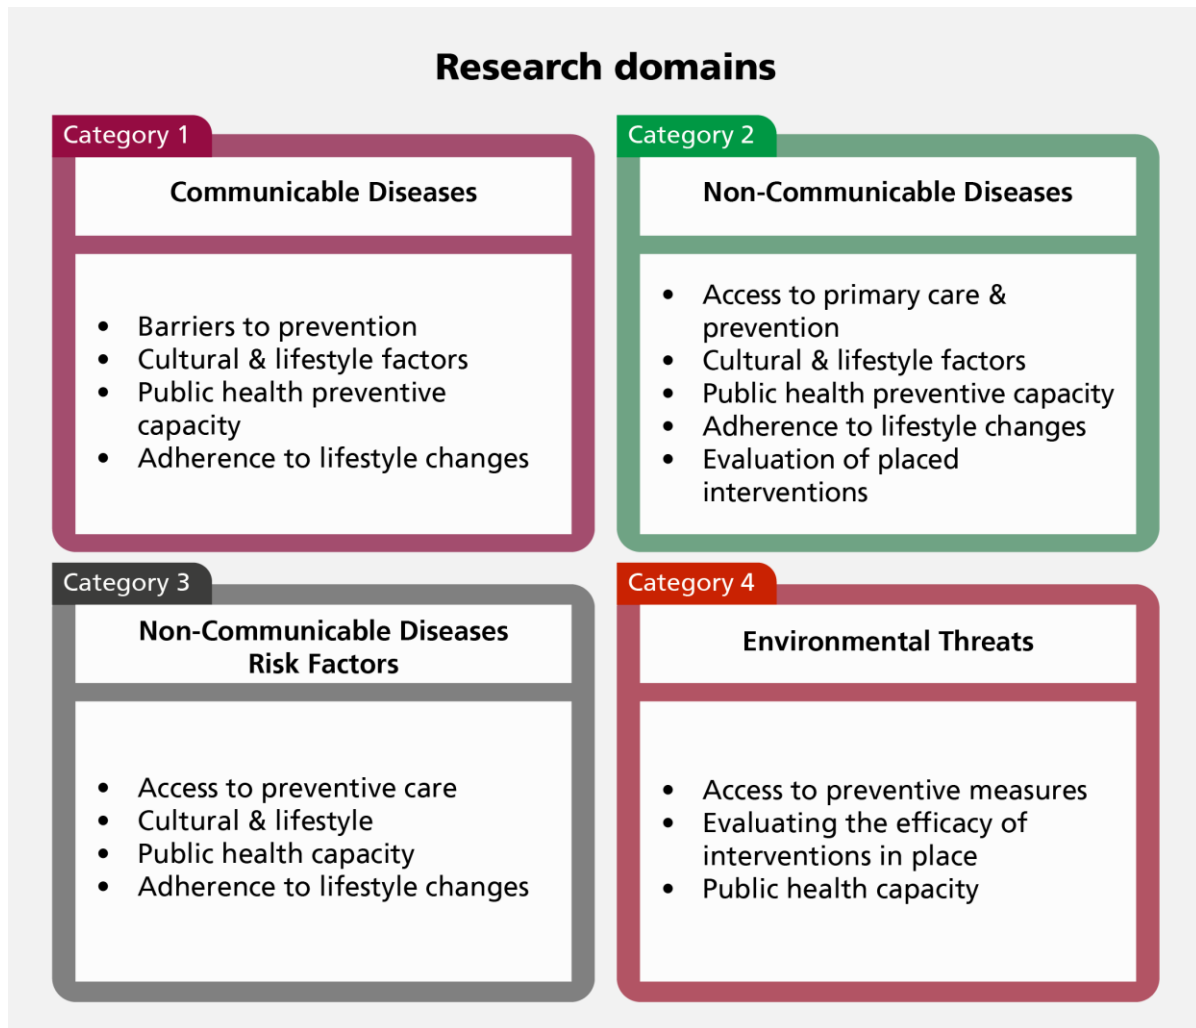 Research domains
Category 1
Communicable Diseases
• Barriers to prevention
• Cultural & lifestyle factors
• Public health preventive
capacity
• Adherence to lifestyle changes
Category 2
Non-Communicable Diseases
• Access to primary care &
prevention
• Cultural & lifestyle factors
• Public health preventive capacity
• Adherence to lifestyle changes
• Evaluation of placed
interventions
Category 3
Non-Communicable Diseases
Risk Factors
• Access to preventive care
• Cultural & lifestyle
• Public health capacity
• Adherence to lifestyle changes
Category 4
Environmental Threats
• Access to preventive measures
• Evaluating the efficacy of
interventions in place
• Public health capacity